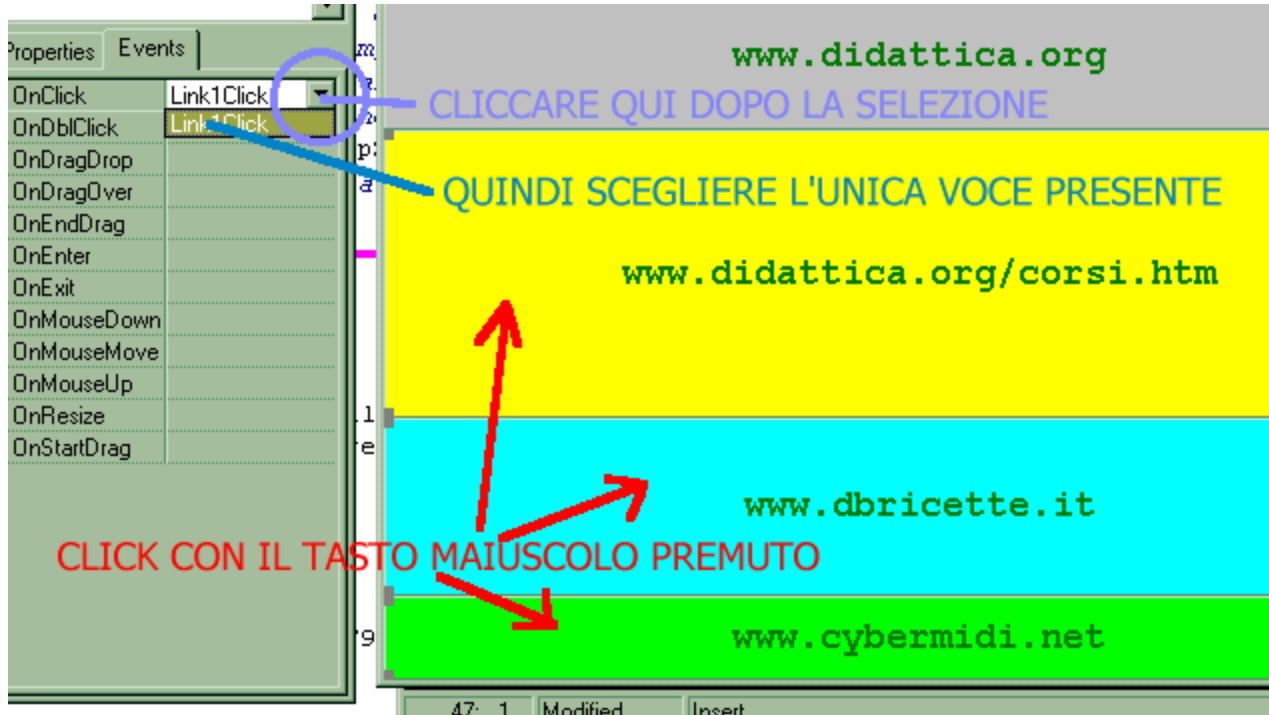 Properties Events
OnClick Link1Click
OnDblClick Link1Click
OnDragDrop
OnDragOver
OnEndDrag
OnEnter
OnExit
OnMouseDown
OnMouseMove
OnMouseUp
OnResize
OnStartDrag
www.didattica.org
CLICCARE QUI DOPO LA SELEZIONE
QUINDI SCEGLIERE L'UNICA VOCE PRESENTE
www.didattica.org/corsi.htm
www.dbricette.it
CLICK CON IL TASTO MAIUSCOLO PREMUTO
www.cybermidi.net
47: 1 Modified Insert